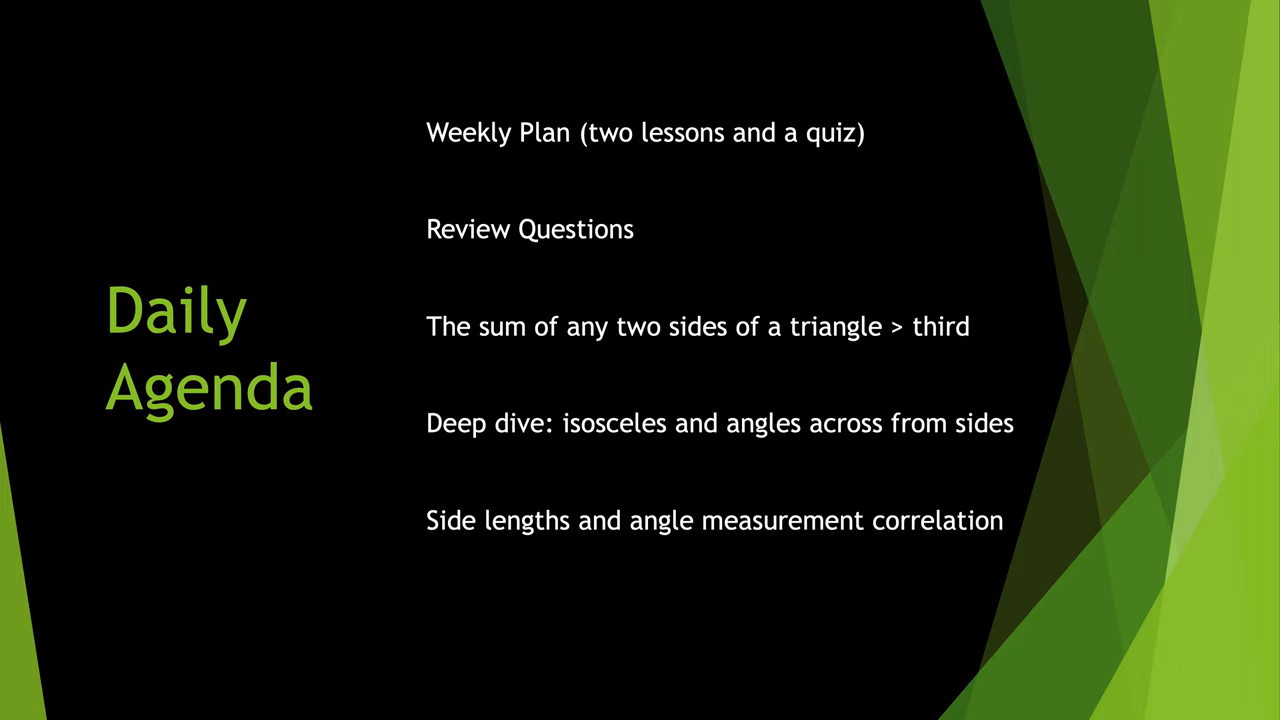 Daily
Agenda
Weekly Plan (two lessons and a quiz)
Review Questions
The sum of any two sides of a triangle > third
Deep dive: isosceles and angles across from sides
Side lengths and angle measurement correlation